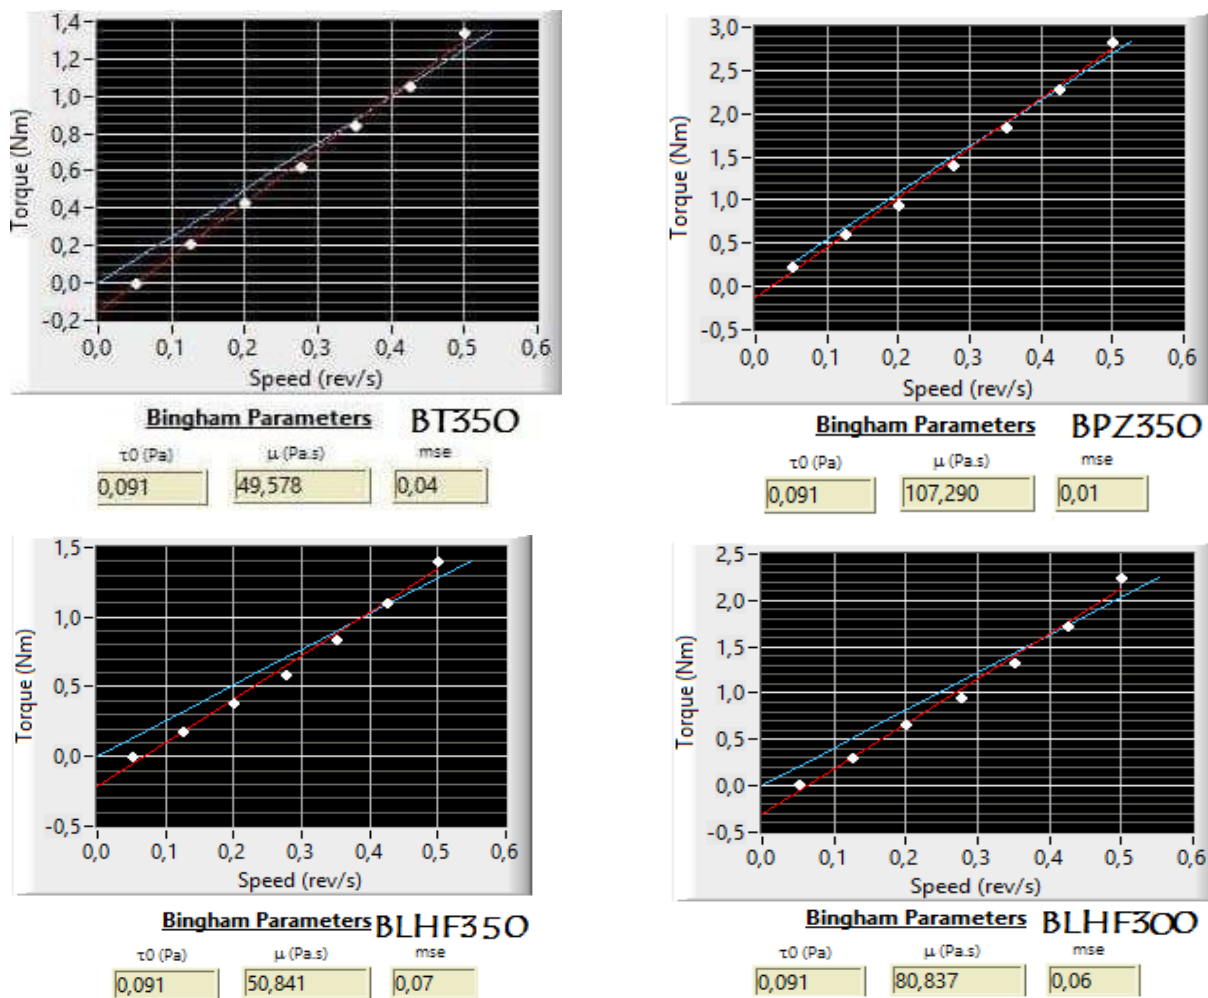 1,4
1,2
1,0
0,8
0,6
0,4
0,2
0,0
-0,2
Torque (Nm)
0,0 0,1 0,2 0,3 0,4 0,5 0,6
Speed (rev/s)
Bingham Parameters BT350
τ0 (Pa) μ (Pa.s) mse
0,091 49,578 0,04
3,0
2,5
2,0
1,5
1,0
0,5
0,0
-0,5
Torque (Nm)
0,0 0,1 0,2 0,3 0,4 0,5 0,6
Speed (rev/s)
Bingham Parameters BPZ350
τ0 (Pa) μ (Pa.s) mse
0,091 107,290 0,01
1,5
1,0
0,5
0,0
-0,5
Torque (Nm)
0,0 0,1 0,2 0,3 0,4 0,5 0,6
Speed (rev/s)
Bingham Parameters BLHF350
τ0 (Pa) μ (Pa.s) mse
0,091 50,841 0,07
2,5
2,0
1,5
1,0
0,5
0,0
-0,5
Torque (Nm)
0,0 0,1 0,2 0,3 0,4 0,5 0,6
Speed (rev/s)
Bingham Parameters BLHF300
τ0 (Pa) μ (Pa.s) mse
0,091 80,837 0,06